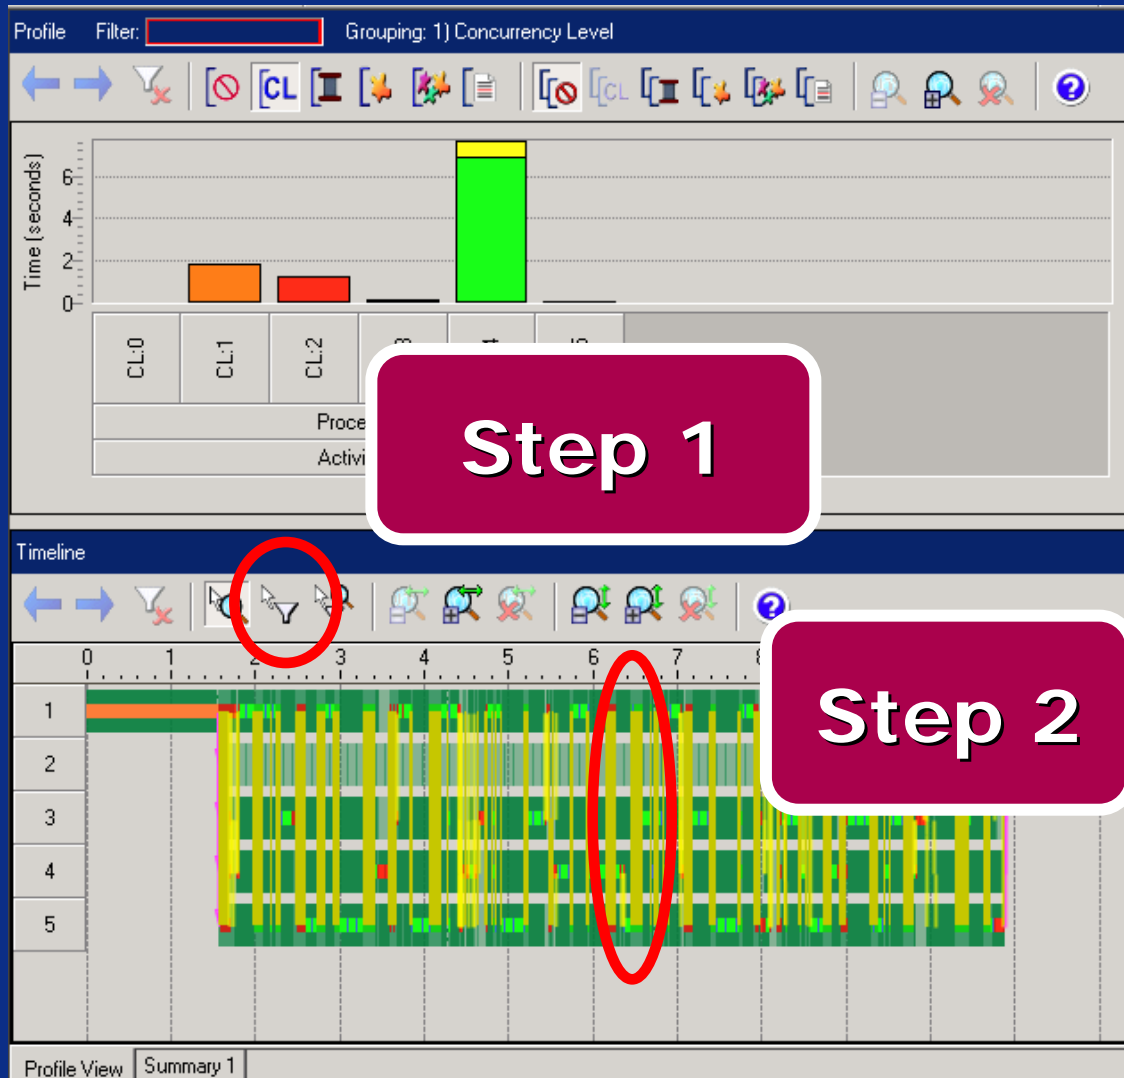 Profile Filter: Grouping: 1) Concurrency Level
CL
CL
?
Time (seconds)
6
4
2
0
CL:0
CL:1
CL:2
Step 1
Timeline
?
0 1 2 3 4 5 6 7
1
2
3
4
5
Step 2
Profile View Summary 1